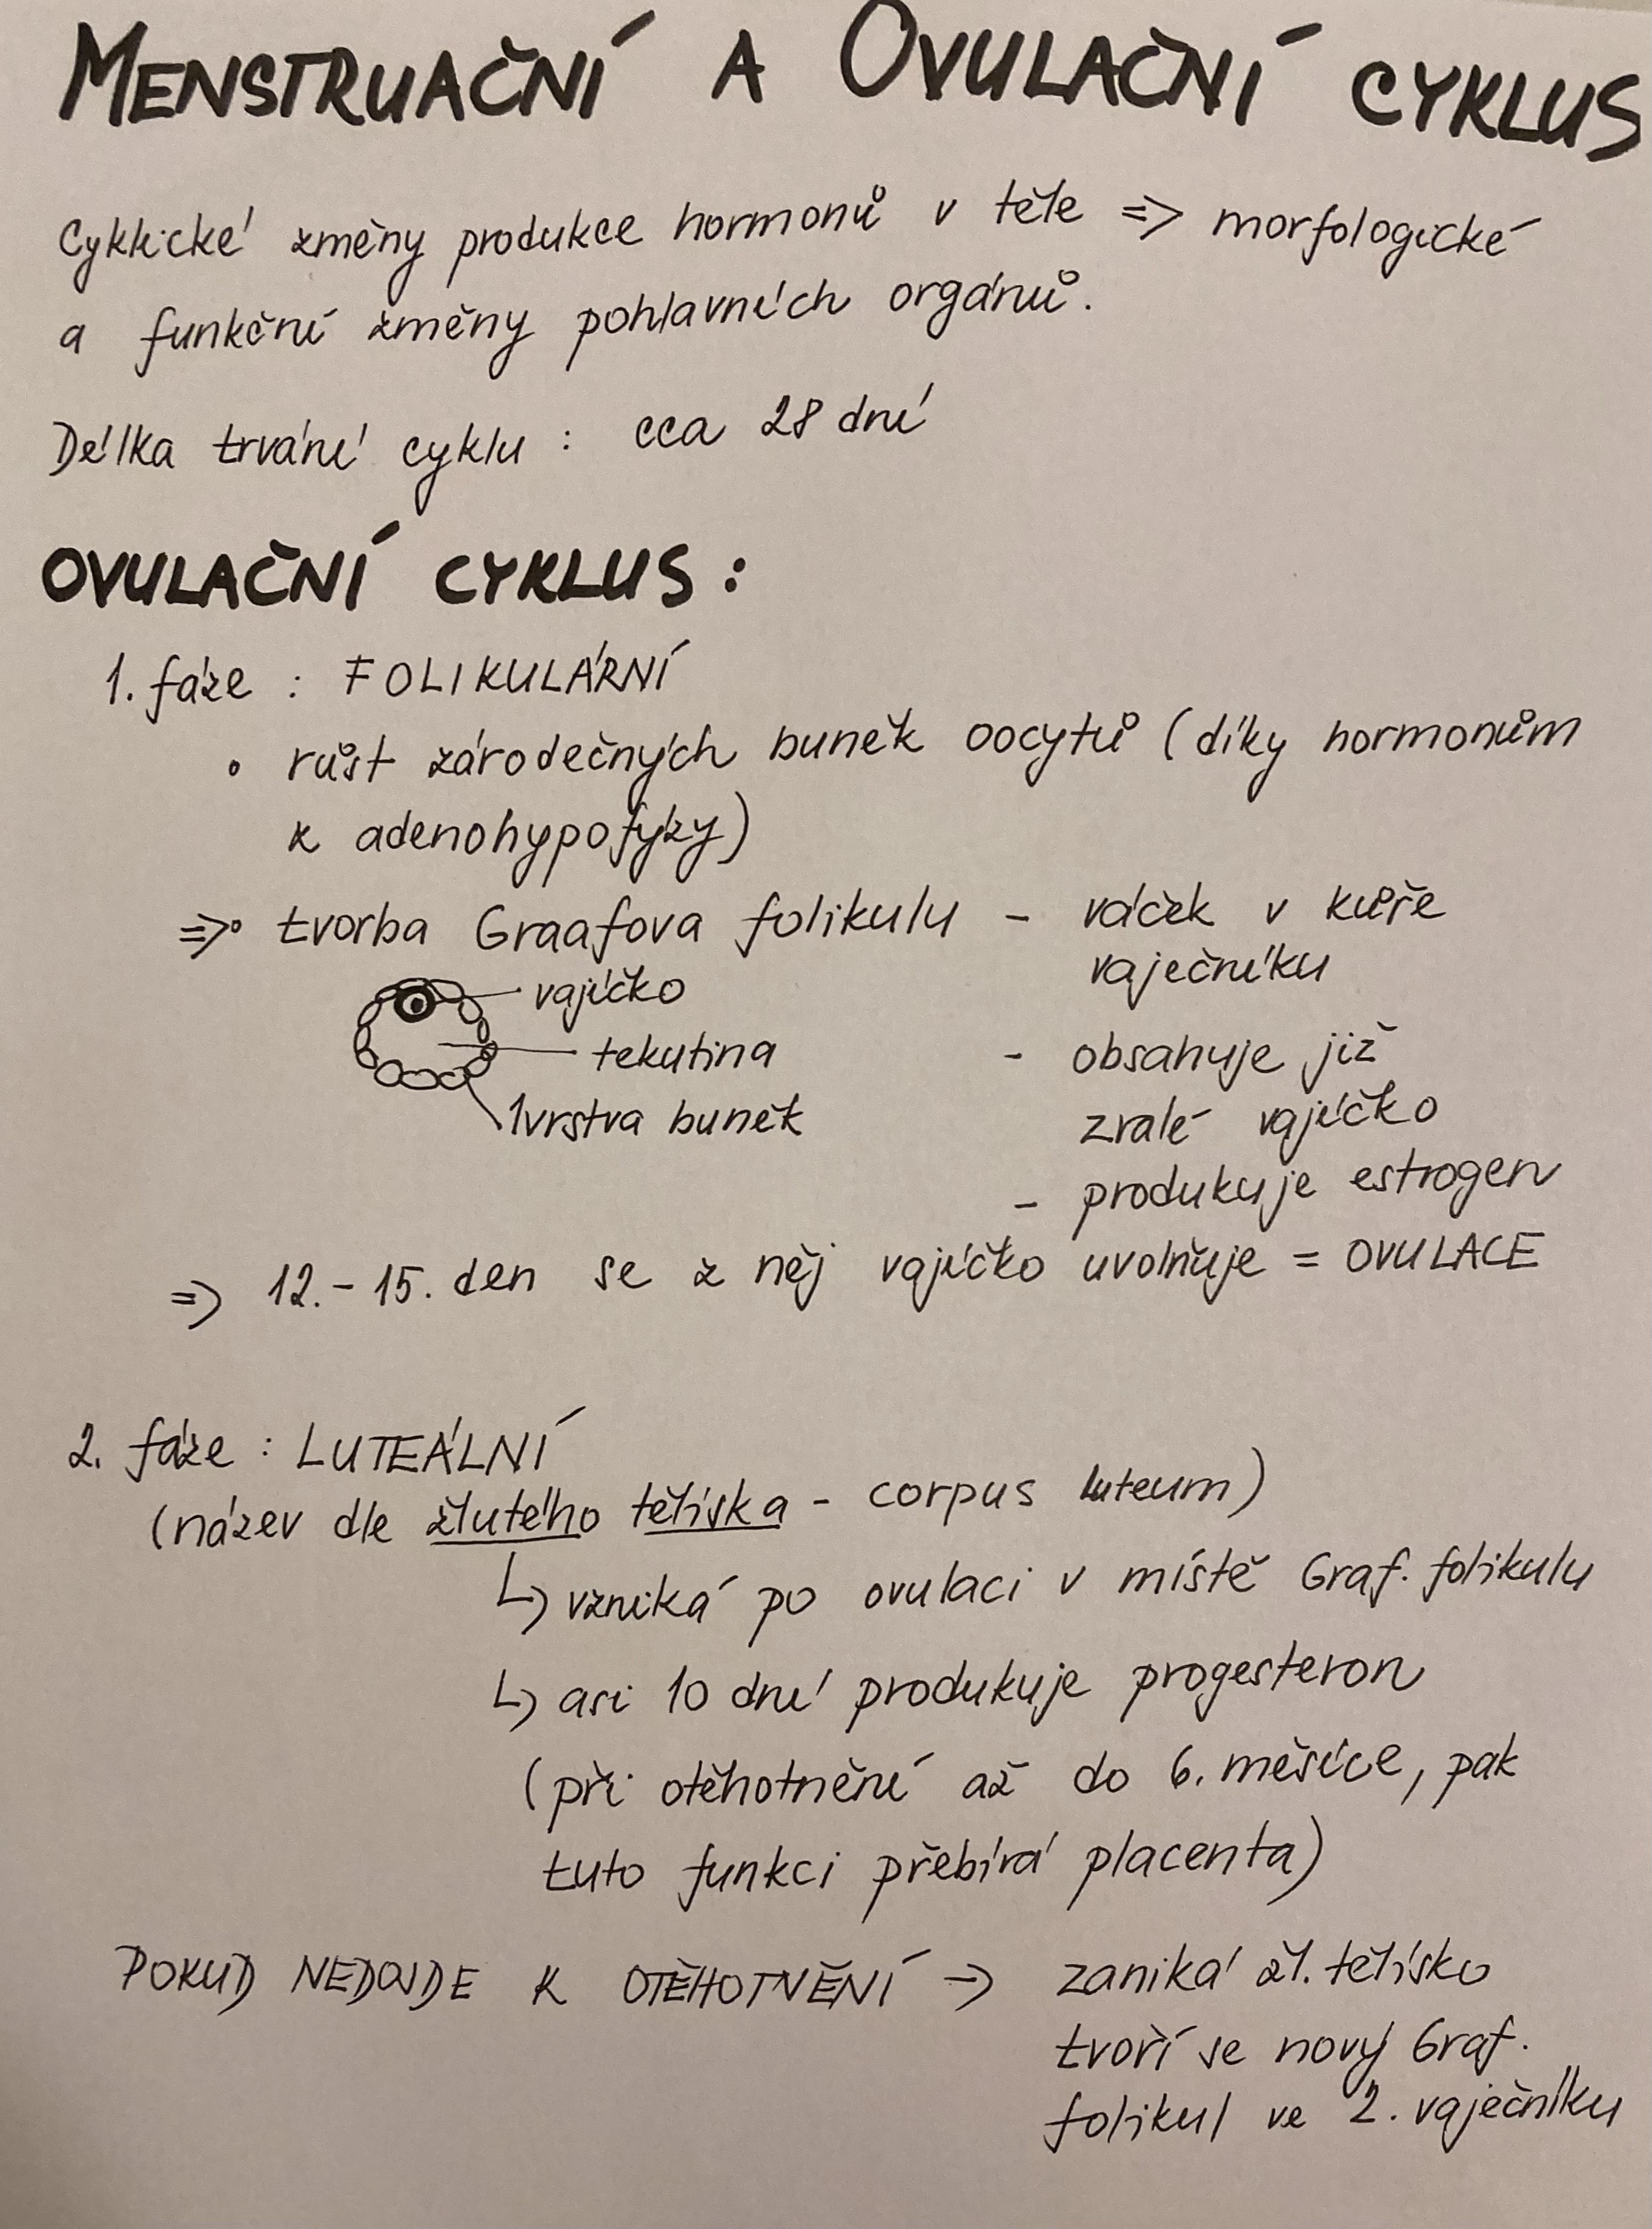 MENSTRUAČNÍ A OVULAČNÍ CYKLUS
Cyklické změny produkce hormonů v těle => morfologické
a funkční změny pohlavních orgánů.
Délka trvání cyklu : cca 28 dní
OVULAČNÍ CYKLUS :
1. fáze : FOLIKULÁRNÍ
• růst zárodečných buněk oocytů (díky hormonům
z adenohypofýzy)
=> • tvorba Graafova folikulu - váček v kůře
vaječníku
vajíčko
tekutina
1 vrstva buněk
- obsahuje již
zralé vajíčko
- produkuje estrogen
=> 12. - 15. den se z něj vajíčko uvolňuje = OVULACE
2. fáze : LUTEÁLNÍ
(název dle žlutého tělíska - corpus luteum)
↳ vzniká po ovulaci v místě Graf. folikulu
↳ asi 10 dní produkuje progesteron
(při otěhotnění až do 6. měsíce, pak
tuto funkci přebírá placenta)
POKUD NEDOJDE K OTĚHOTNĚNÍ -> zaniká žl. tělísko
tvoří se nový Graf.
folikul ve 2. vaječníku